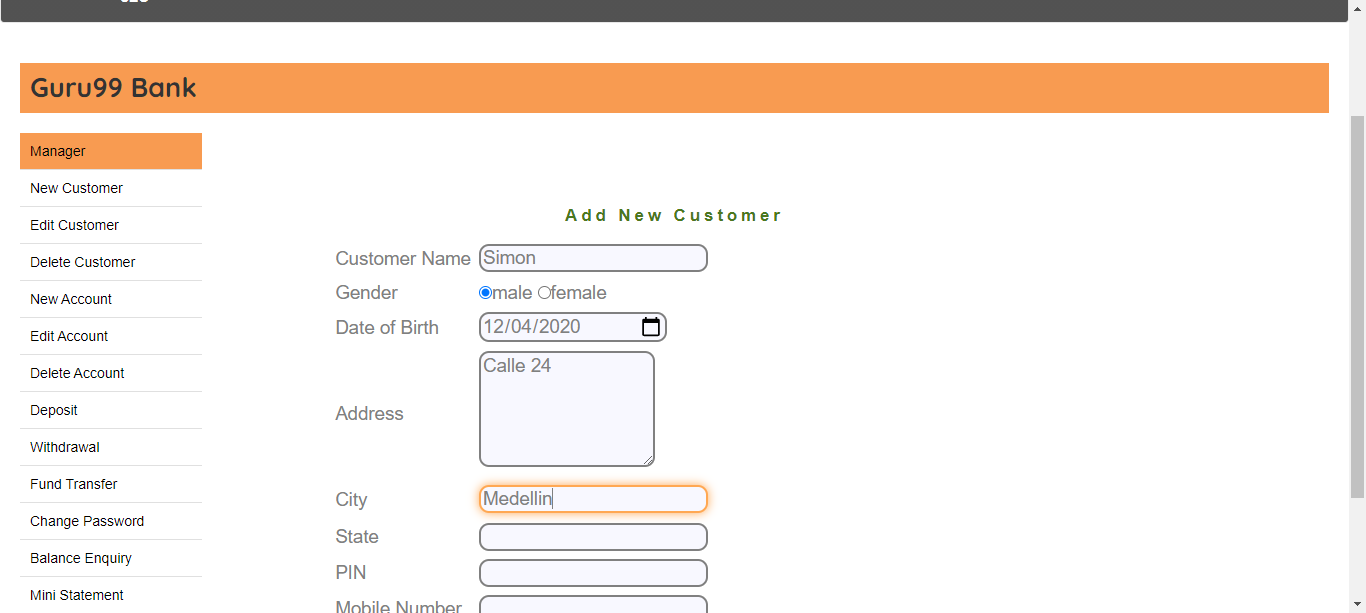 Guru99 Bank
Manager
New Customer
Edit Customer
Delete Customer
New Account
Edit Account
Delete Account
Deposit
Withdrawal
Fund Transfer
Change Password
Balance Enquiry
Mini Statement
Add New Customer
Customer Name Simon
Gender male female
Date of Birth 12/04/2020
Address Calle 24
City Medellin
State
PIN
Mobile Number